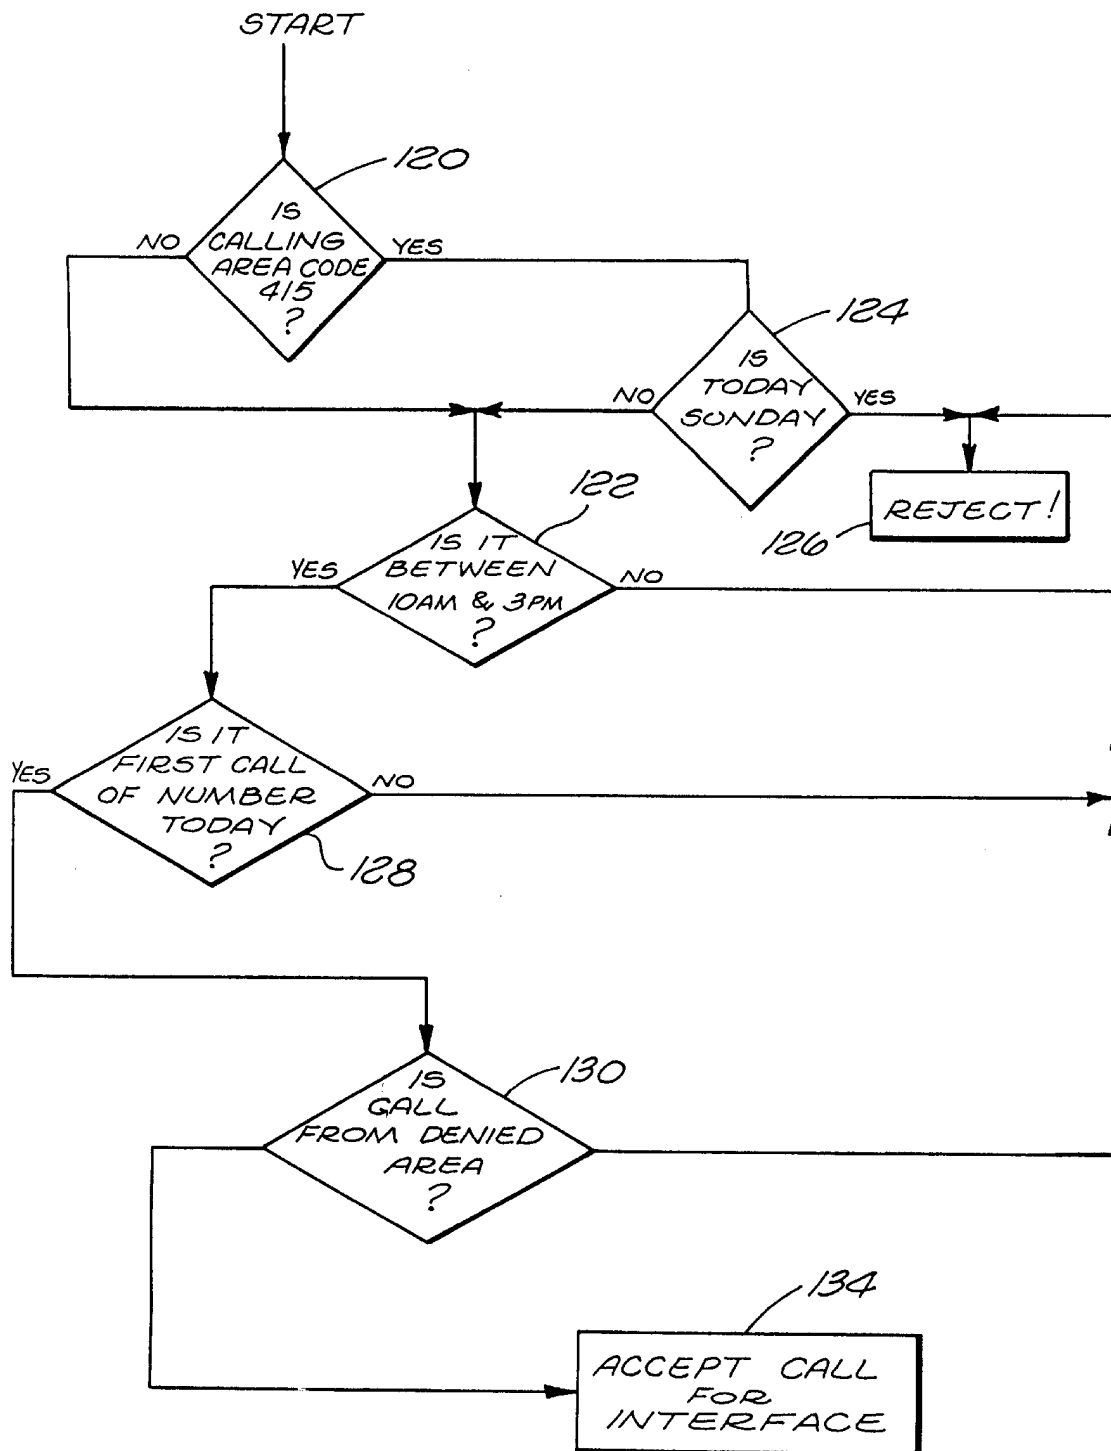 START
120
IS
CALLING
AREA CODE
415
?
NO
YES
124
IS
TODAY
SUNDAY
?
NO
YES
REJECT!
126
122
IS IT
BETWEEN
10AM & 3PM
?
YES
NO
IS IT
FIRST CALL
OF NUMBER
TODAY
?
YES
NO
128
130
IS
CALL
FROM DENIED
AREA
?
134
ACCEPT CALL
FOR
INTERFACE